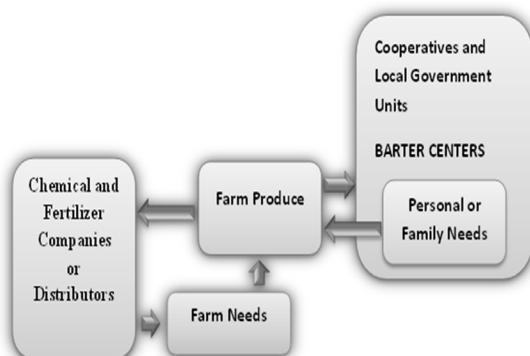 Cooperatives and
Local Government
Units
BARTER CENTERS
Personal or
Family Needs
Farm Produce
Chemical and
Fertilizer
Companies
or
Distributors
Farm Needs